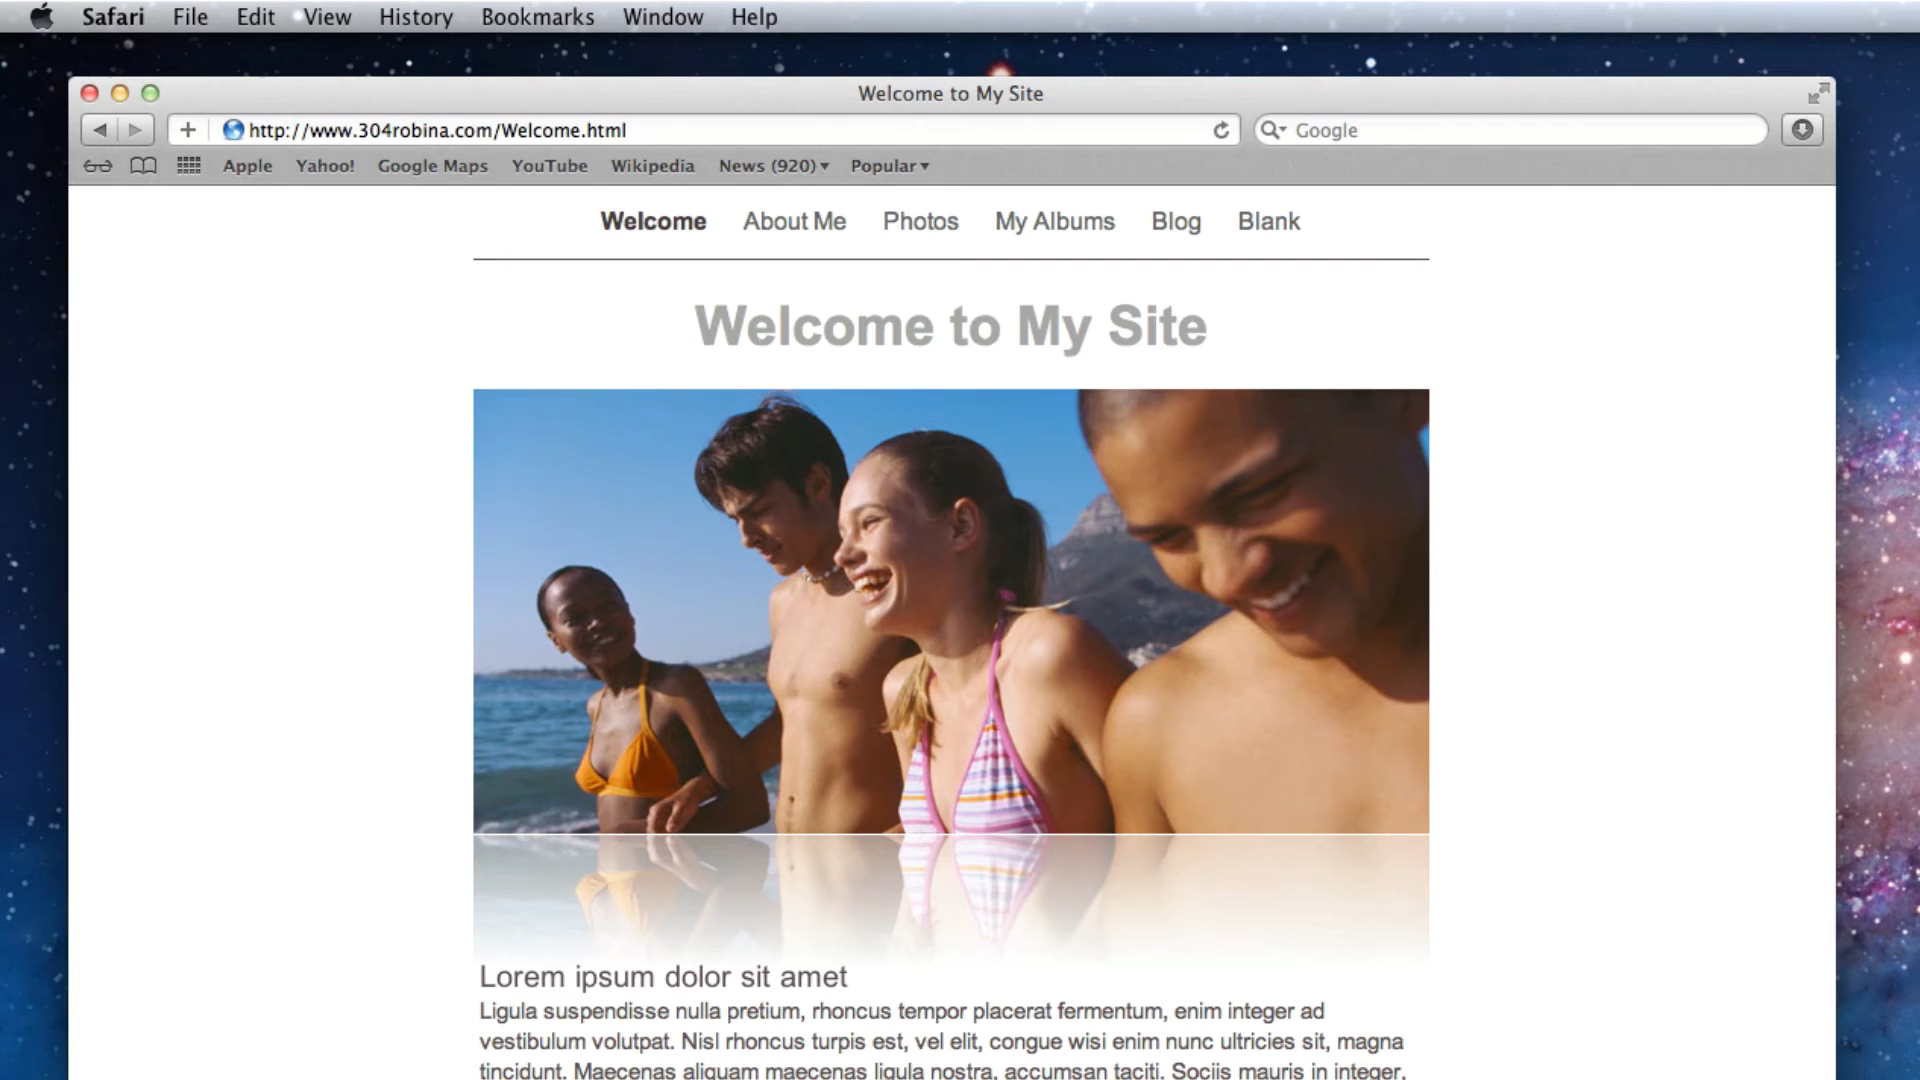 Safari File Edit View History Bookmarks Window Help
Welcome to My Site
http://www.304robina.com/Welcome.html
Google
Apple Yahoo! Google Maps YouTube Wikipedia News (920) Popular
Welcome About Me Photos My Albums Blog Blank
Welcome to My Site
Lorem ipsum dolor sit amet
Ligula suspendisse nulla pretium, rhoncus tempor placerat fermentum, enim integer ad
vestibulum volutpat. Nisl rhoncus turpis est, vel elit, congue wisi enim nunc ultricies sit, magna
tincidunt. Maecenas aliquam maecenas ligula nostra, accumsan taciti. Sociis mauris in integer,